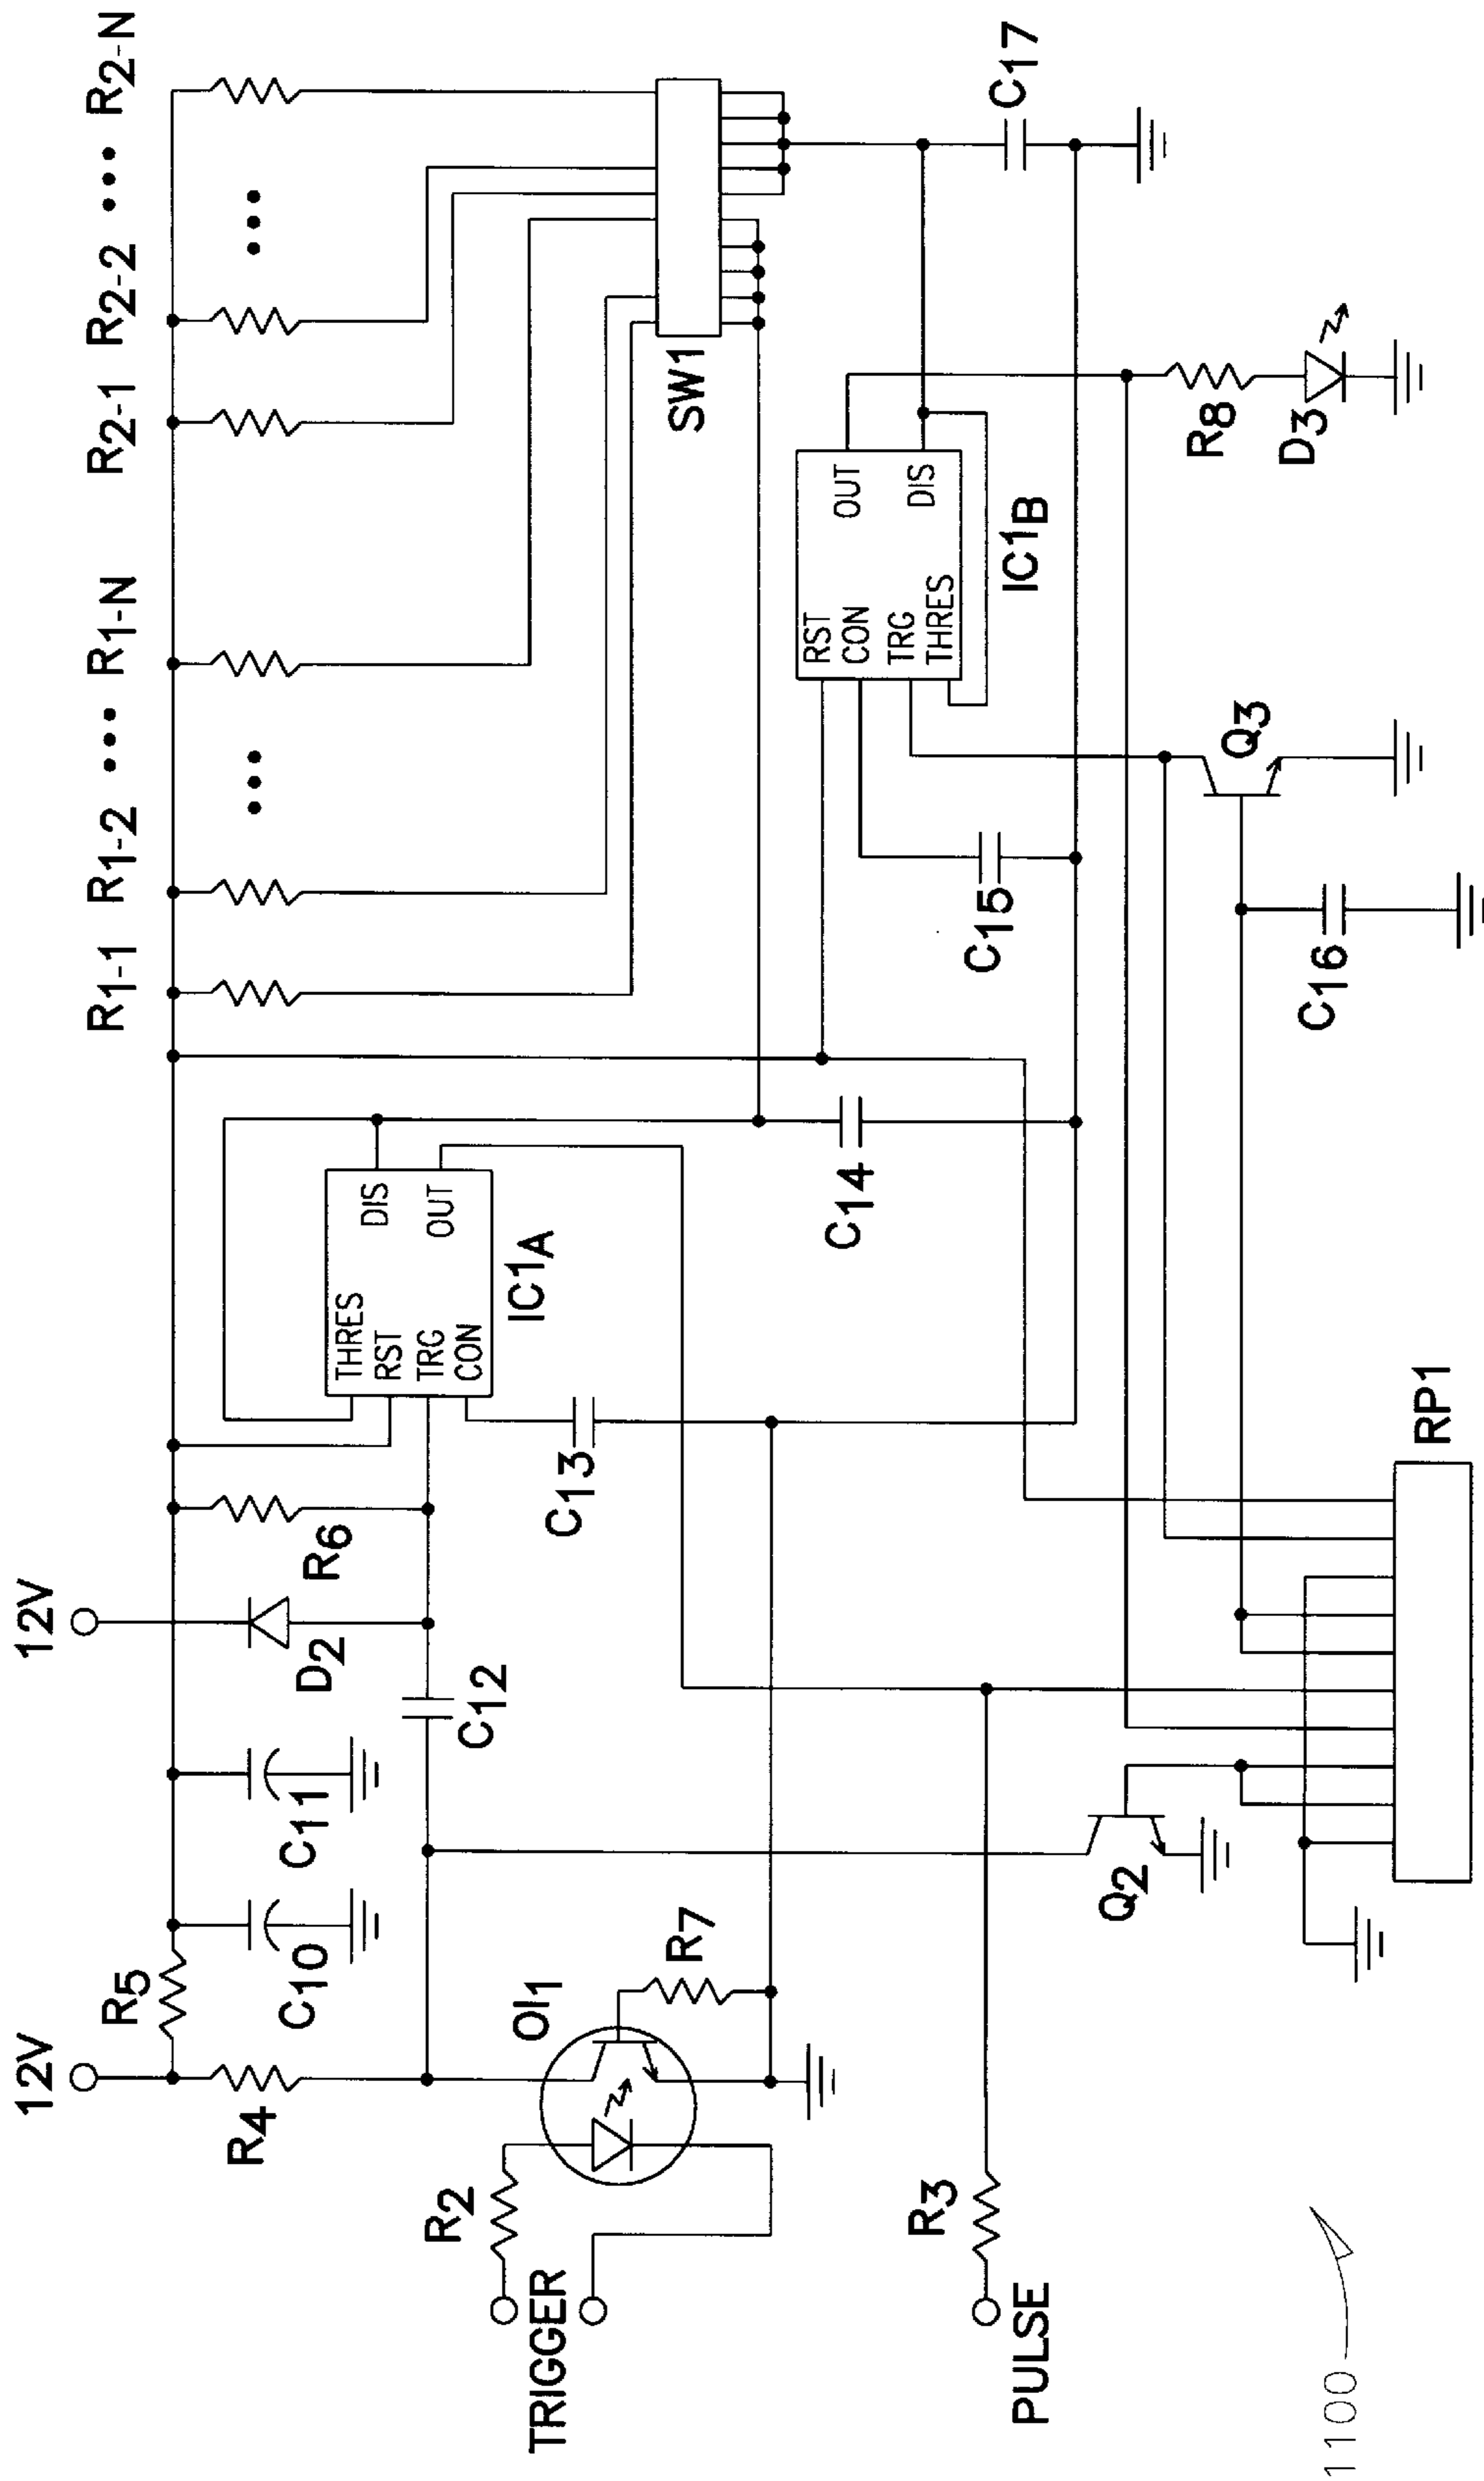 12V
12V
R5
R4
C10
C11
D2
R6
R1-1 R1-2 ••• R1-N
R2-1 R2-2 ••• R2-N
•••
•••
THRES
RST
TRG
CON
DIS
OUT
IC1A
C12
C13
C14
SW1
TRIGGER
R2
OI1
R7
PULSE
R3
Q2
RST
CON
TRG
THRES
OUT
DIS
IC1B
C15
C17
Q3
C16
R8
D3
RP1
1100